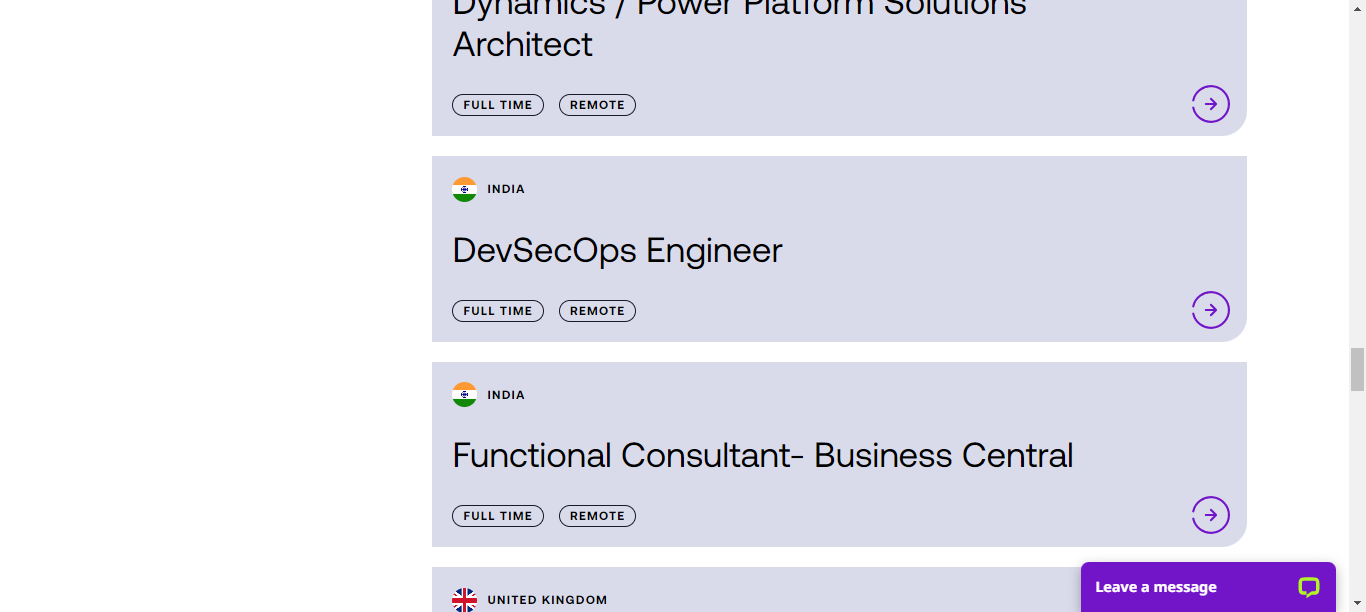 Dynamics / Power Platform Solutions
Architect
FULL TIME REMOTE
INDIA
DevSecOps Engineer
FULL TIME REMOTE
INDIA
Functional Consultant- Business Central
FULL TIME REMOTE
UNITED KINGDOM
Leave a message